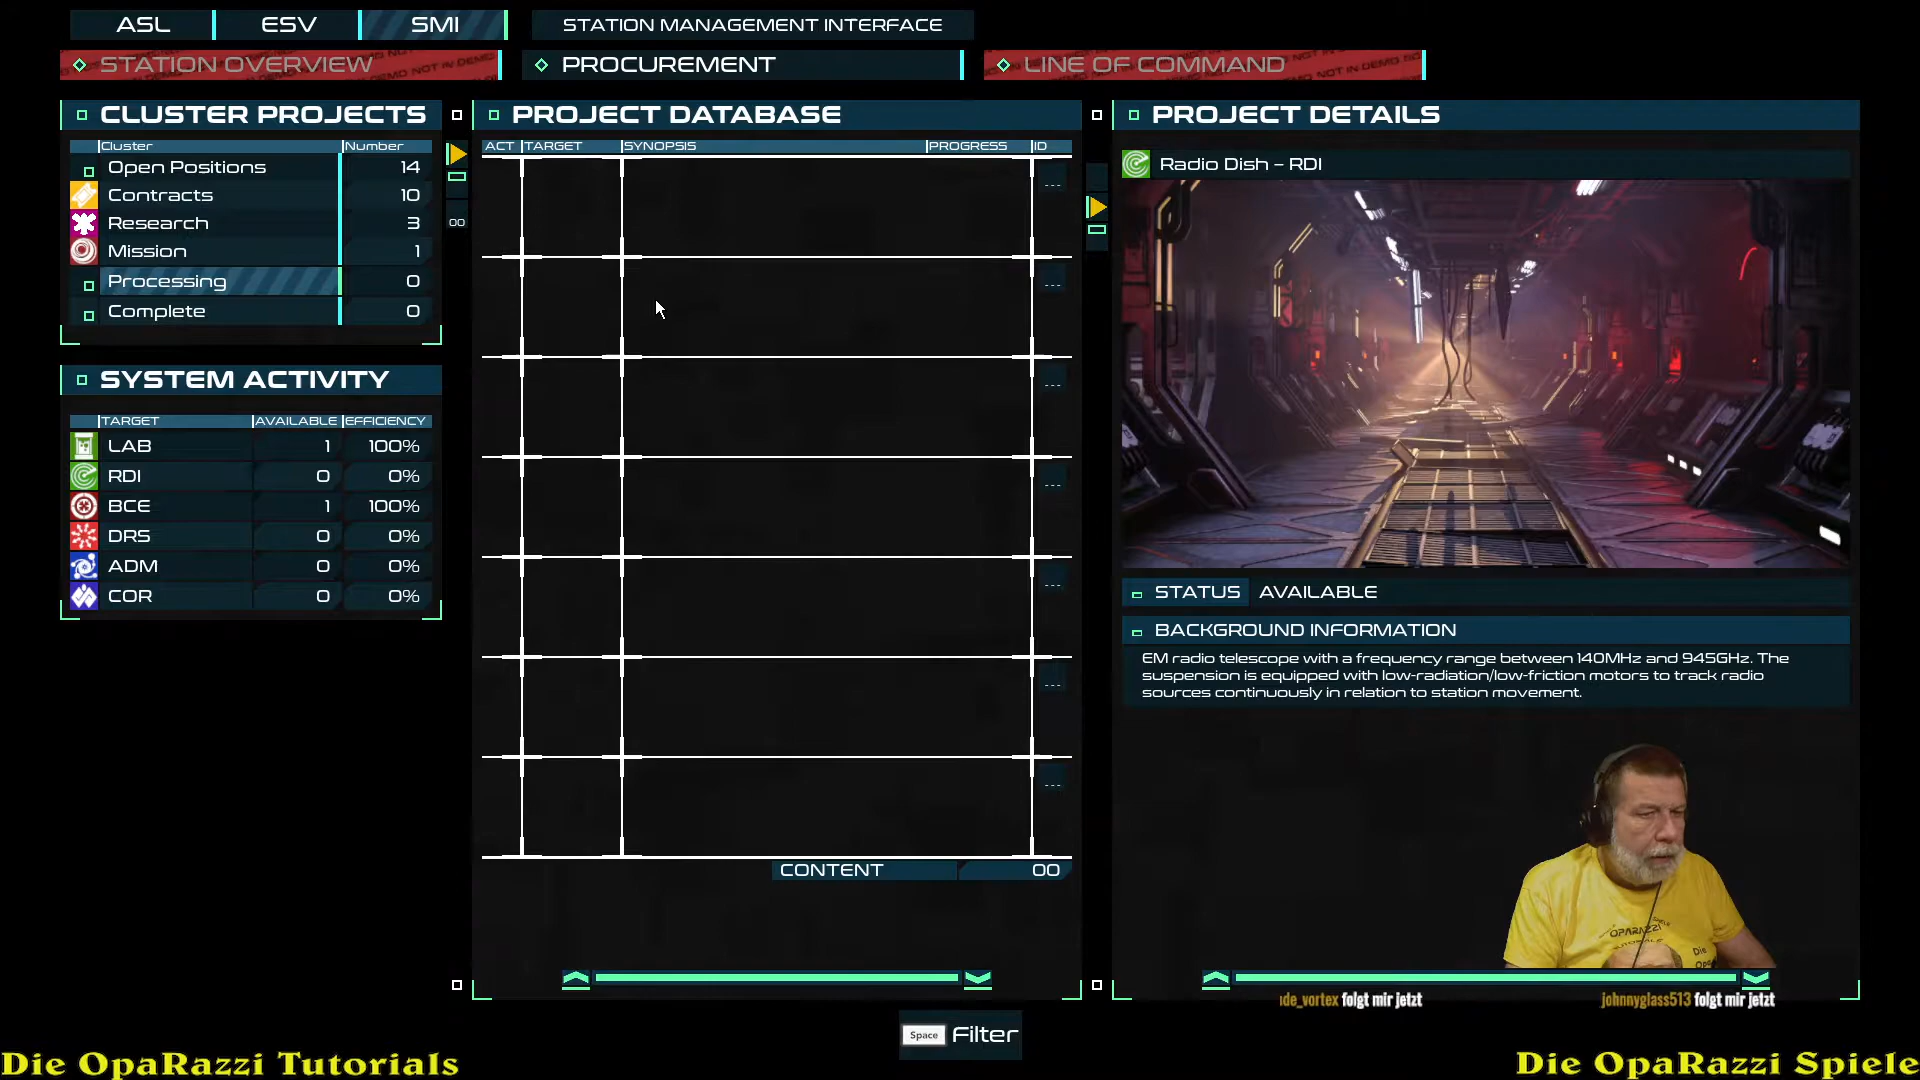 ASL
ESV
SMI
STATION MANAGEMENT INTERFACE
STATION OVERVIEW
PROCUREMENT
LINE OF COMMAND
CLUSTER PROJECTS
Cluster Number
Open Positions 14
Contracts 10
Research 3
Mission 1
Processing 0
Complete 0
SYSTEM ACTIVITY
TARGET AVAILABLE EFFICIENCY
LAB 1 100%
RDI 0 0%
BCE 1 100%
DRS 0 0%
ADM 0 0%
COR 0 0%
00
PROJECT DATABASE
ACT TARGET SYNOPSIS PROGRESS ID
---
---
---
---
---
---
---
CONTENT 00
PROJECT DETAILS
Radio Dish – RDI
STATUS AVAILABLE
BACKGROUND INFORMATION
EM radio telescope with a frequency range between 140MHz and 945GHz. The
suspension is equipped with low-radiation/low-friction motors to track radio
sources continuously in relation to station movement.
OPARAZZI
Die
ude_vortex folgt mir jetzt
johnnyglass513 folgt mir jetzt
Space Filter
Die OpaRazzi Tutorials
Die OpaRazzi Spiele